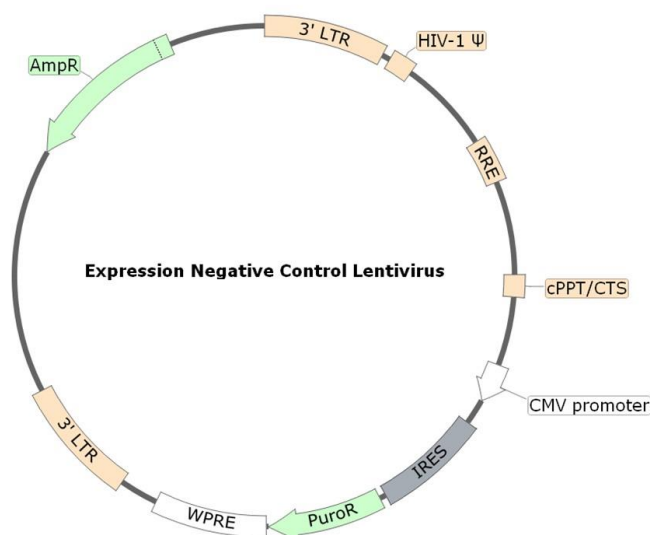 3' LTR
HIV-1 Ψ
AmpR
RRE
Expression Negative Control Lentivirus
cPPT/CTS
CMV promoter
3' LTR
IRES
WPRE
PuroR